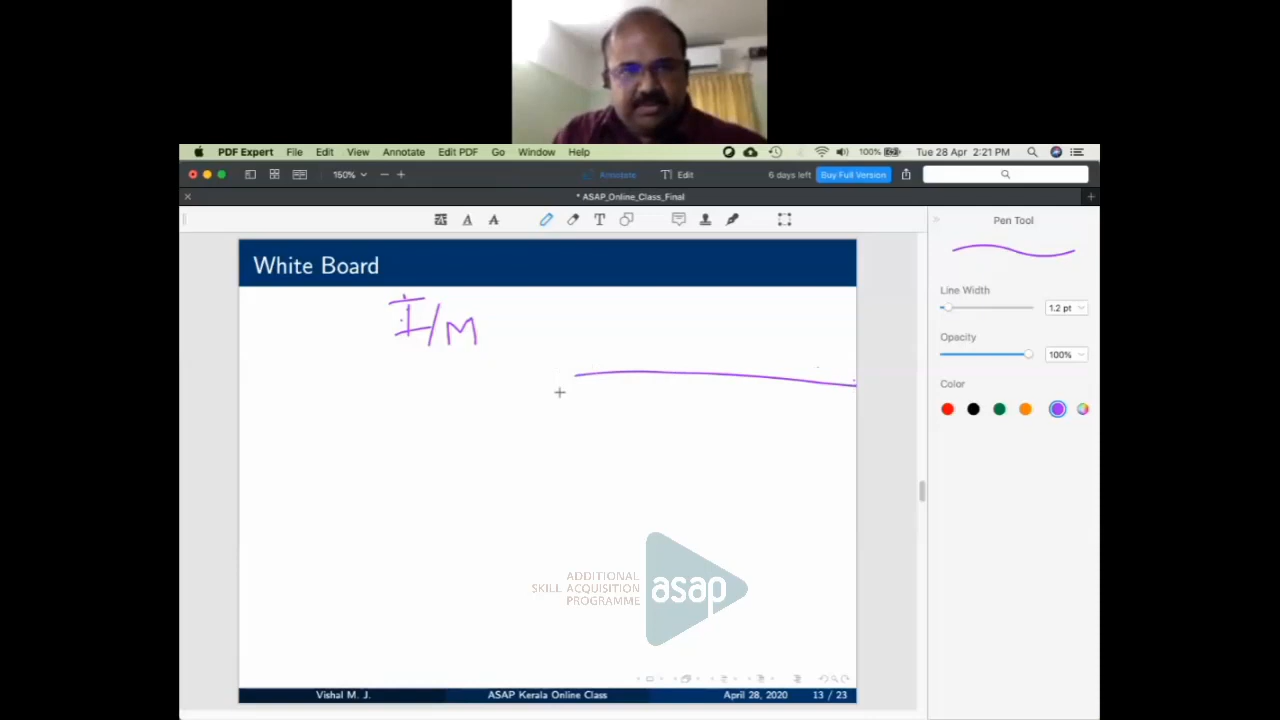 PDF Expert File Edit View Annotate Edit PDF Go Window Help 100% Tue 28 Apr 2:21 PM
150% Annotate Edit 6 days left Buy Full Version
* ASAP_Online_Class_Final
Pen Tool
White Board
I/M
Line Width
1.2 pt
Opacity
100%
Color
ADDITIONAL
SKILL ACQUISITION
PROGRAMME
asap
Vishal M. J. ASAP Kerala Online Class April 28, 2020 13 / 23